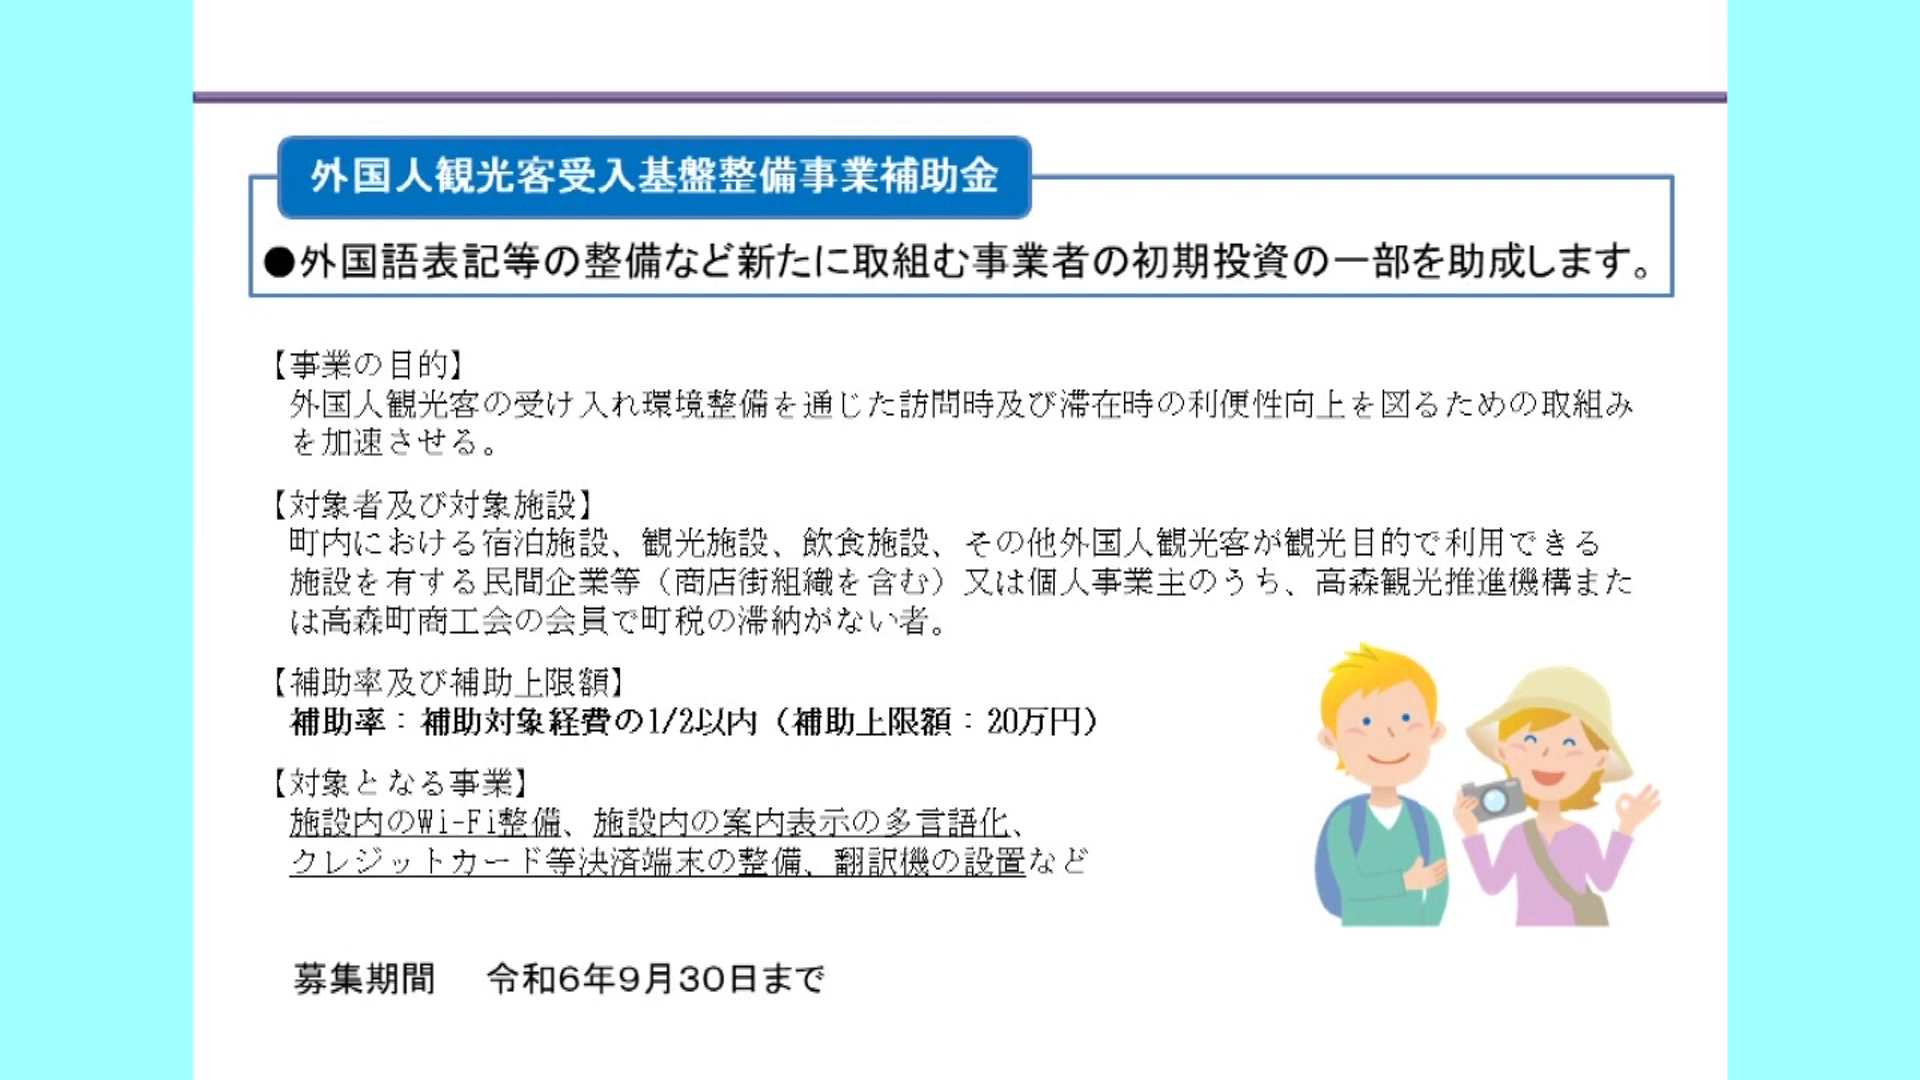 外国人観光客受入基盤整備事業補助金
●外国語表記等の整備など新たに取組む事業者の初期投資の一部を助成します。
【事業の目的】
外国人観光客の受け入れ環境整備を通じた訪問時及び滞在時の利便性向上を図るための取組み
を加速させる。
【対象者及び対象施設】
町内における宿泊施設、観光施設、飲食施設、その他外国人観光客が観光目的で利用できる
施設を有する民間企業等（商店街組織を含む）又は個人事業主のうち、高森観光推進機構また
は高森町商工会の会員で町税の滞納がない者。
【補助率及び補助上限額】
補助率：補助対象経費の1/2以内（補助上限額：20万円）
【対象となる事業】
施設内のWi-Fi整備、施設内の案内表示の多言語化、
クレジットカード等決済端末の整備、翻訳機の設置など
募集期間　令和6年9月30日まで